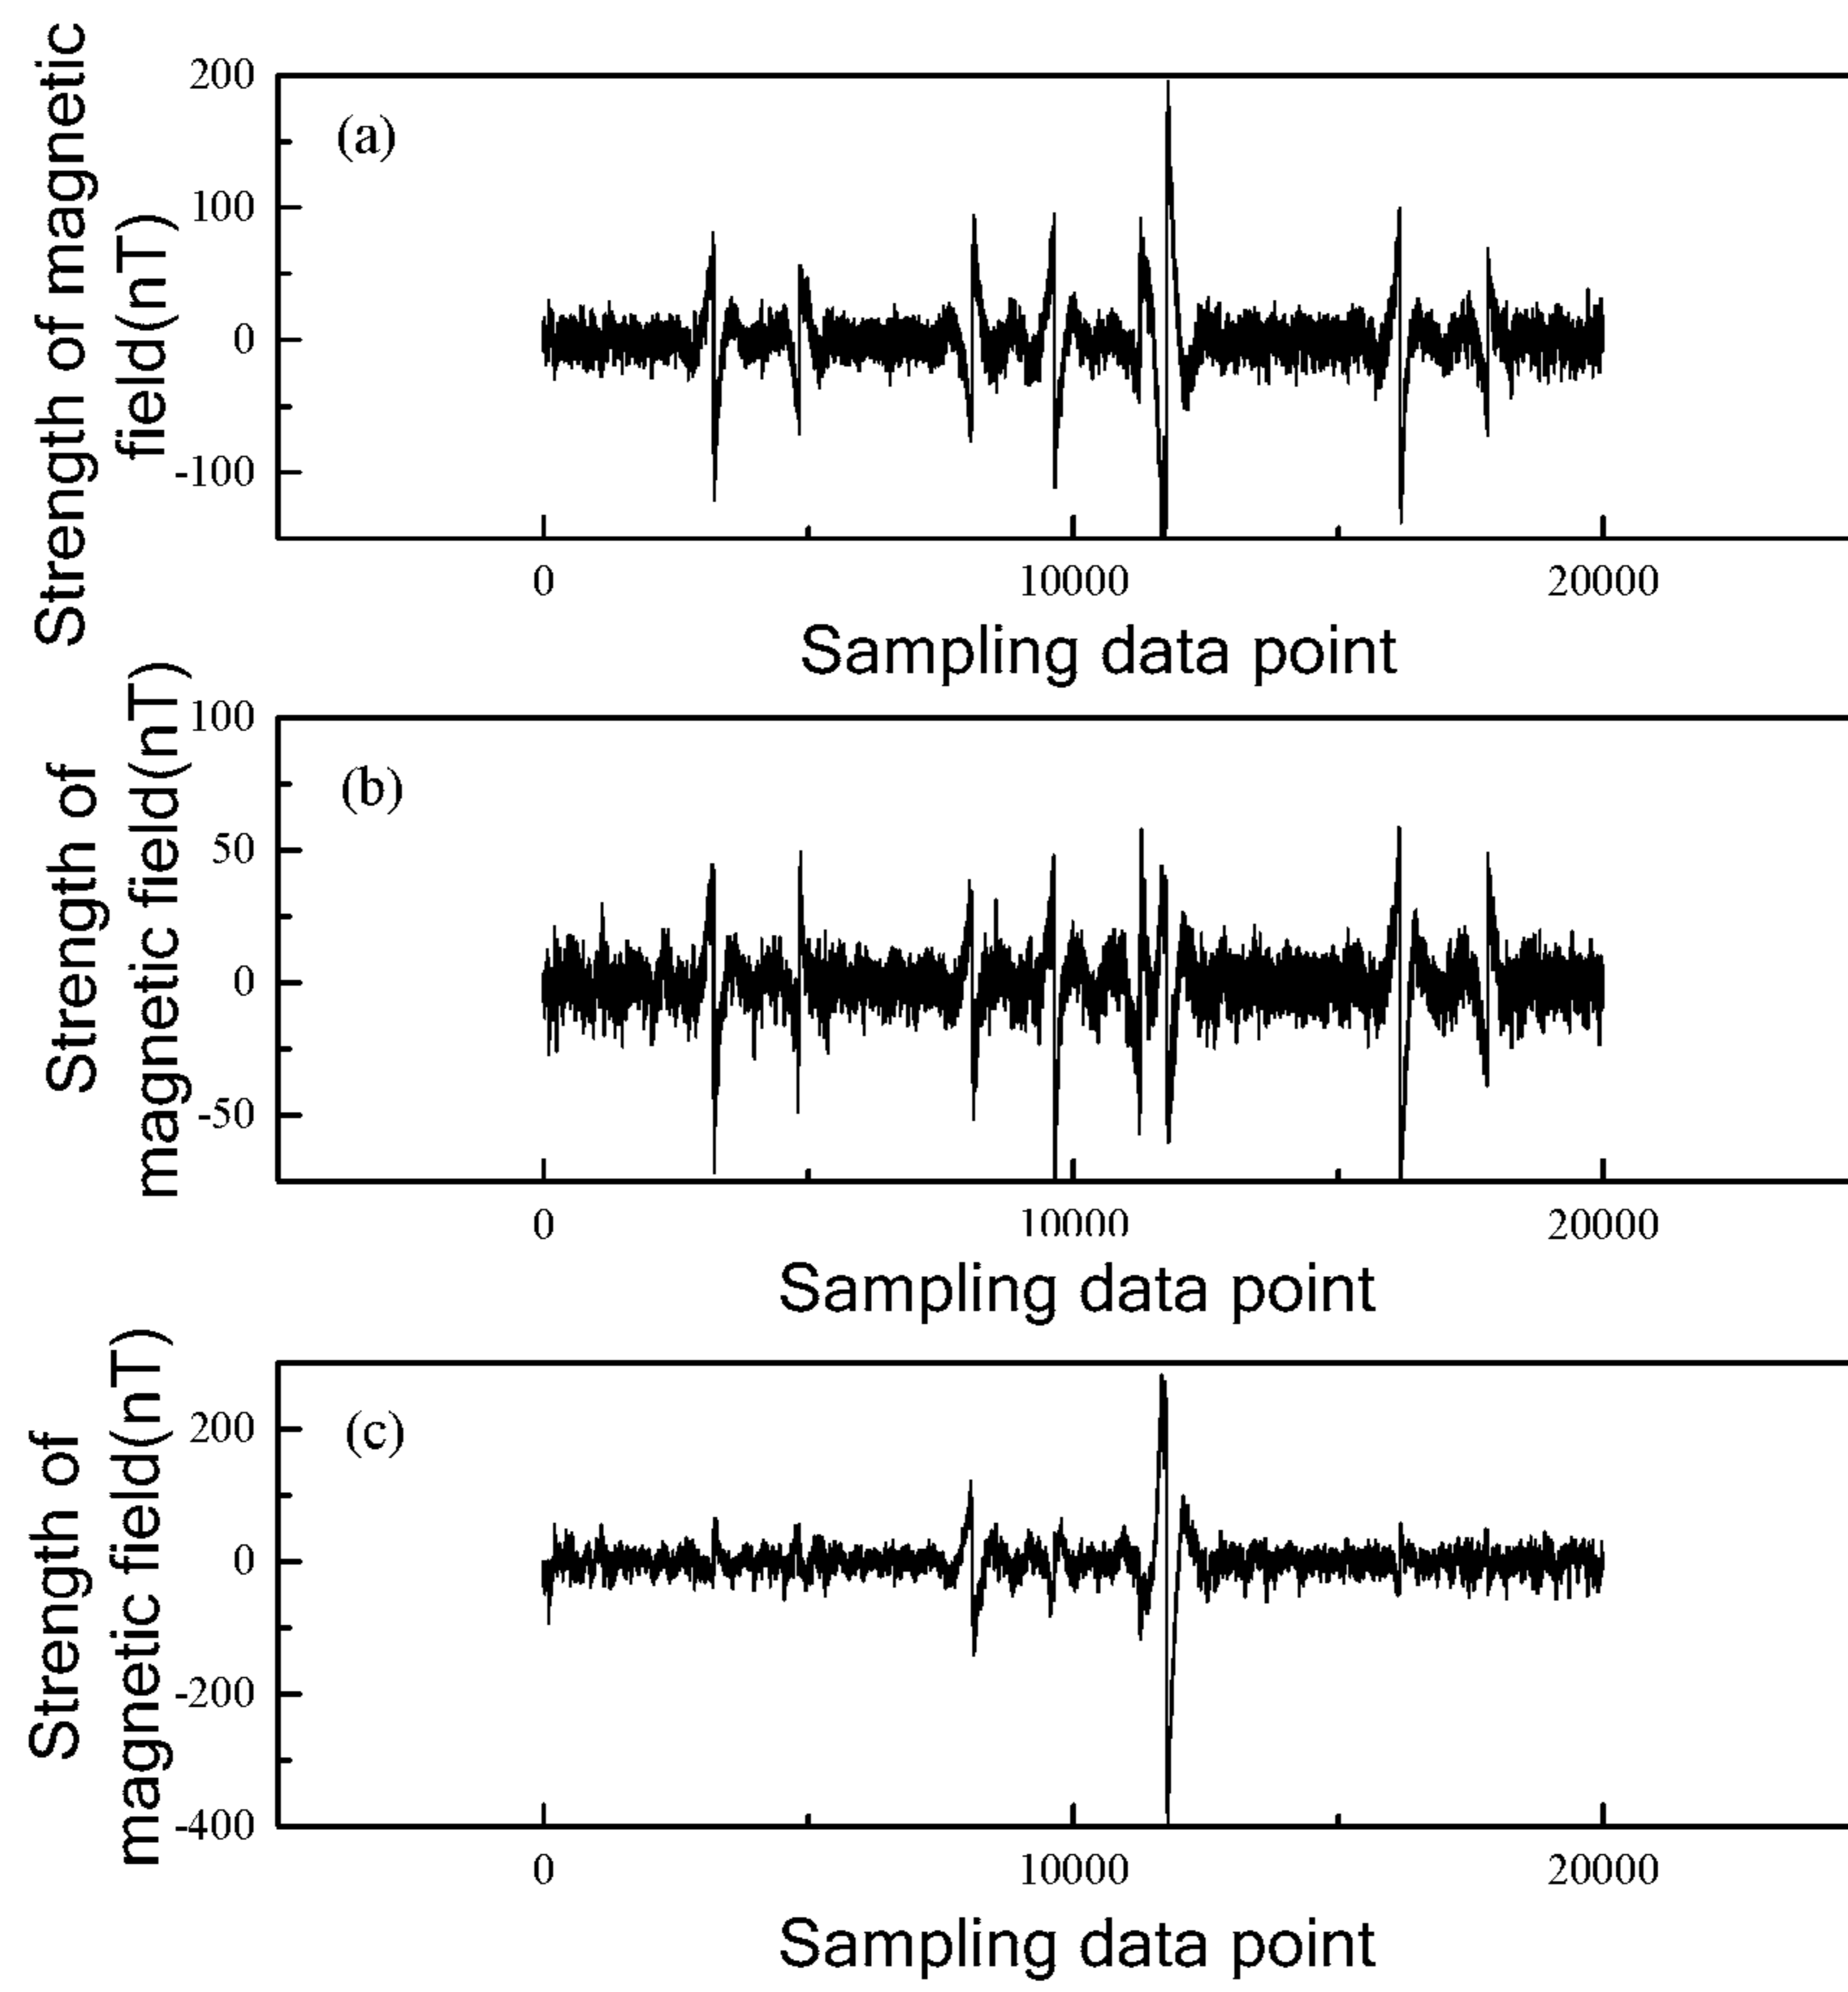 Strength of magnetic
field(nT)
200
100
0
-100
(a)
0 10000 20000
Sampling data point
Strength of
magnetic field(nT)
100
50
0
-50
(b)
0 10000 20000
Sampling data point
Strength of
magnetic field(nT)
200
0
-200
-400
(c)
0 10000 20000
Sampling data point